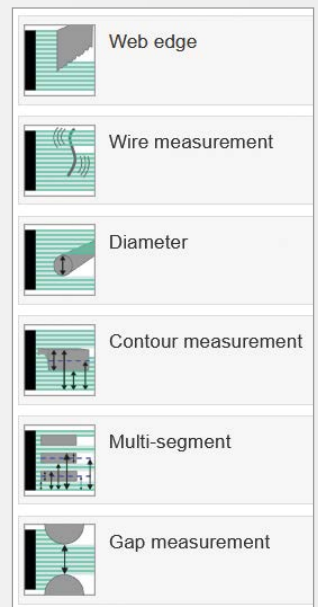 Web edge
Wire measurement
Diameter
Contour measurement
Multi-segment
Gap measurement